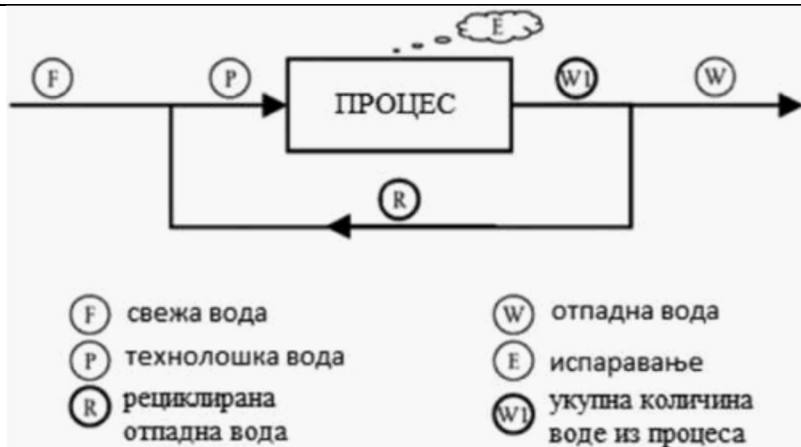 E
F
P
ПРОЦЕС
W1
W
R
F свежа вода
P технолошка вода
R рециклирана
отпадна вода
W отпадна вода
E испаравање
W1 укупна количина
воде из процеса